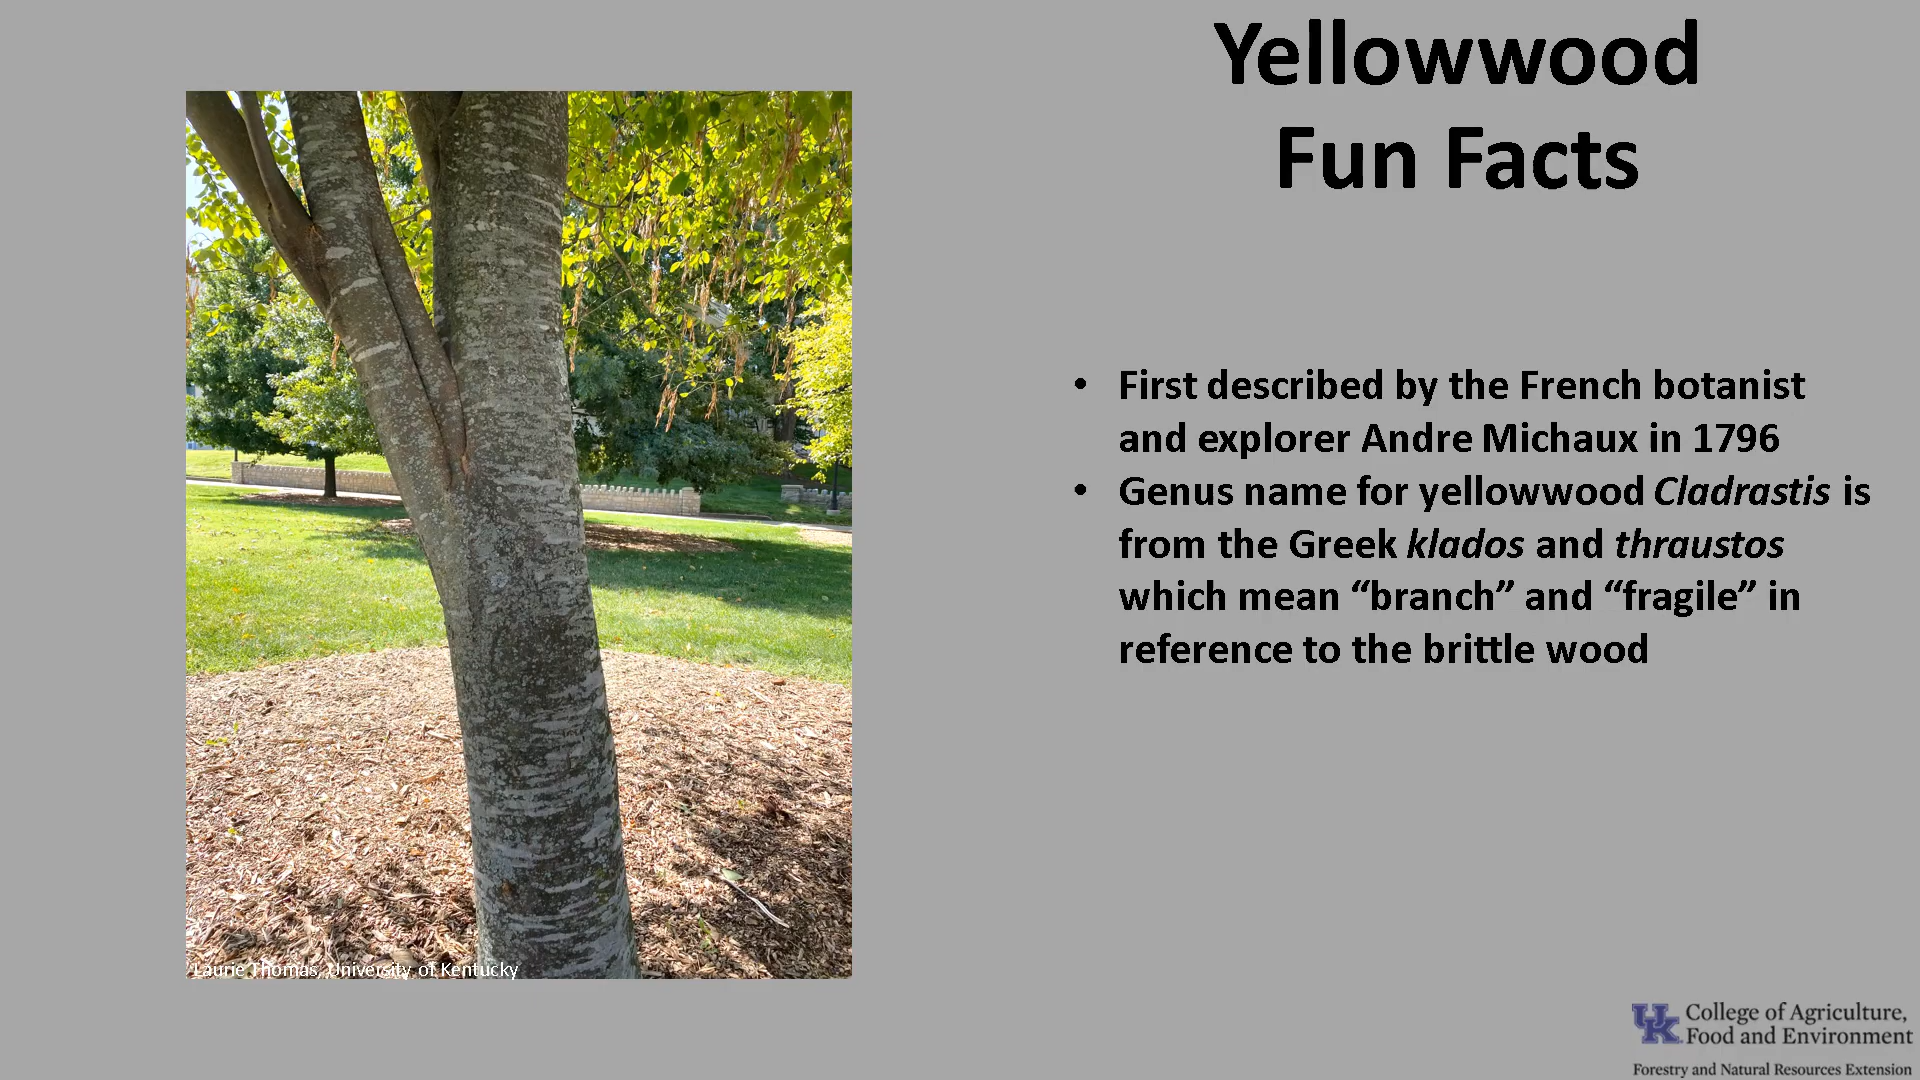 Yellowwood
Fun Facts
• First described by the French botanist
and explorer Andre Michaux in 1796
• Genus name for yellowwood Cladrastis is
from the Greek klados and thraustos
which mean “branch” and “fragile” in
reference to the brittle wood
Laurie Thomas, University of Kentucky
UK College of Agriculture,
Food and Environment
Forestry and Natural Resources Extension